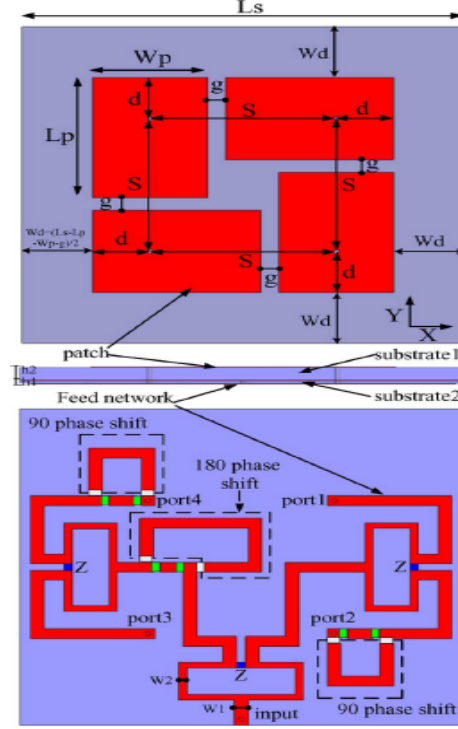 Ls
Wp
Wd
g
d
S
d
Lp
g
S
S
g
Wd=(Ls-Lp
-Wp-g)/2
d
S
d
Wd
g
Wd
Y
X
patch
substrate1
h2
h1
Feed network
substrate2
90 phase shift
180 phase
shift
port4
port1
Z
Z
port3
port2
Z
W2
W1
input
90 phase shift